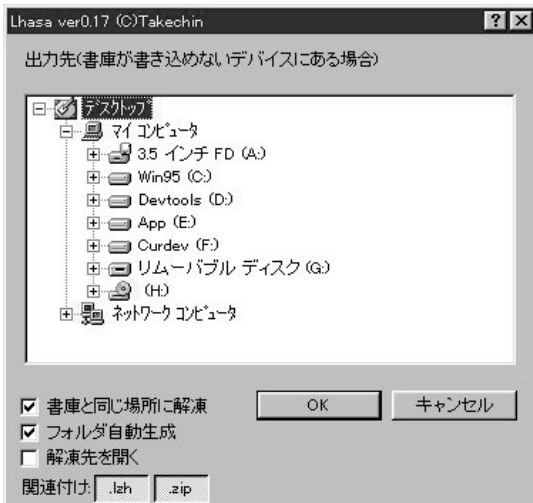 Lhasa ver0.17 (C)Takechin
出力先(書庫が書き込めないデバイスにある場合)
ﾃﾞｽｸﾄｯﾌﾟ
ﾏｲ ｺﾝﾋﾟｭｰﾀ
3.5 インチ FD (A:)
Win95 (C:)
Devtools (D:)
App (E:)
Curdev (F:)
リムーバブル ディスク (G:)
(H:)
ﾈｯﾄﾜｰｸ ｺﾝﾋﾟｭｰﾀ
書庫と同じ場所に解凍
OK
キャンセル
フォルダ自動生成
解凍先を開く
関連付け: .lzh .zip